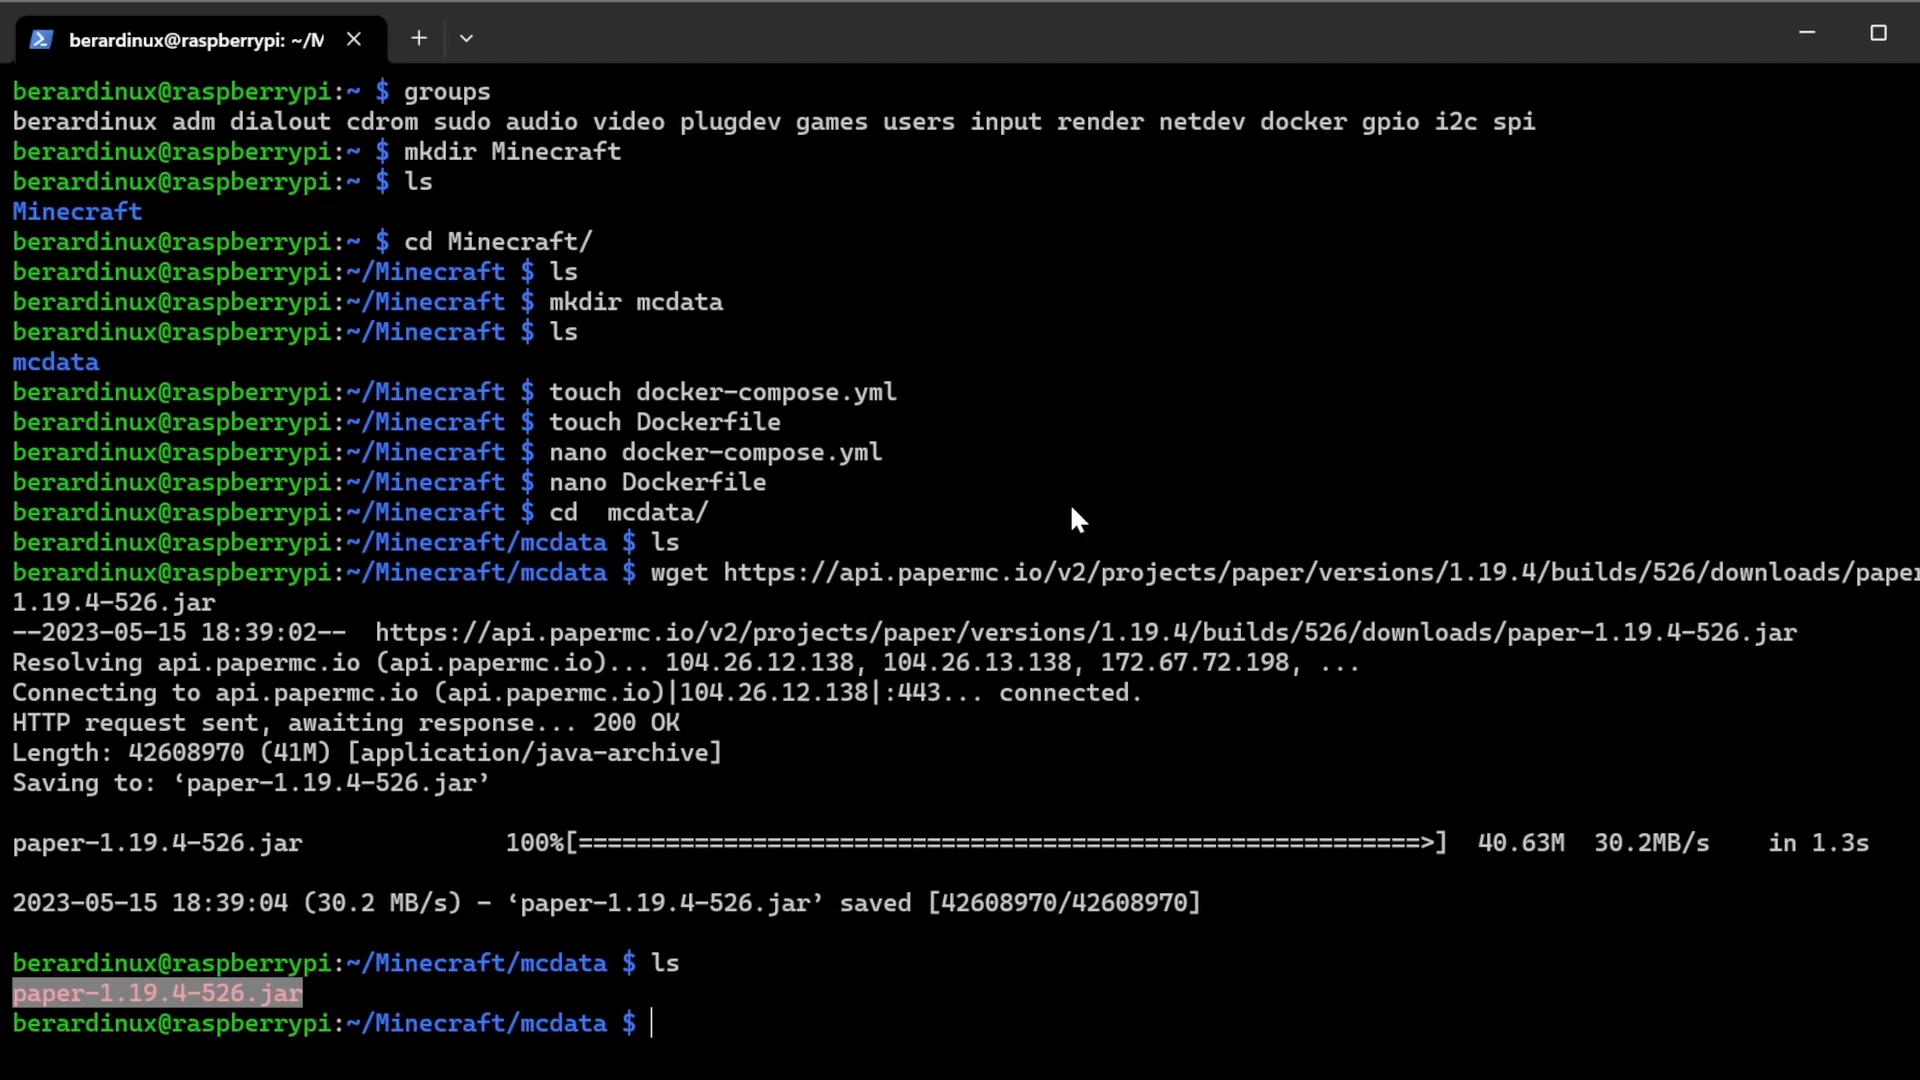 berardinux@raspberrypi: ~/M
berardinux@raspberrypi:~ $ groups
berardinux adm dialout cdrom sudo audio video plugdev games users input render netdev docker gpio i2c spi
berardinux@raspberrypi:~ $ mkdir Minecraft
berardinux@raspberrypi:~ $ ls
Minecraft
berardinux@raspberrypi:~ $ cd Minecraft/
berardinux@raspberrypi:~/Minecraft $ ls
berardinux@raspberrypi:~/Minecraft $ mkdir mcdata
berardinux@raspberrypi:~/Minecraft $ ls
mcdata
berardinux@raspberrypi:~/Minecraft $ touch docker-compose.yml
berardinux@raspberrypi:~/Minecraft $ touch Dockerfile
berardinux@raspberrypi:~/Minecraft $ nano docker-compose.yml
berardinux@raspberrypi:~/Minecraft $ nano Dockerfile
berardinux@raspberrypi:~/Minecraft $ cd  mcdata/
berardinux@raspberrypi:~/Minecraft/mcdata $ ls
berardinux@raspberrypi:~/Minecraft/mcdata $ wget https://api.papermc.io/v2/projects/paper/versions/1.19.4/builds/526/downloads/paper
1.19.4-526.jar
--2023-05-15 18:39:02--  https://api.papermc.io/v2/projects/paper/versions/1.19.4/builds/526/downloads/paper-1.19.4-526.jar
Resolving api.papermc.io (api.papermc.io)... 104.26.12.138, 104.26.13.138, 172.67.72.198, ...
Connecting to api.papermc.io (api.papermc.io)|104.26.12.138|:443... connected.
HTTP request sent, awaiting response... 200 OK
Length: 42608970 (41M) [application/java-archive]
Saving to: ‘paper-1.19.4-526.jar’
paper-1.19.4-526.jar 100%[==========================================================>] 40.63M 30.2MB/s in 1.3s
2023-05-15 18:39:04 (30.2 MB/s) - ‘paper-1.19.4-526.jar’ saved [42608970/42608970]
berardinux@raspberrypi:~/Minecraft/mcdata $ ls
paper-1.19.4-526.jar
berardinux@raspberrypi:~/Minecraft/mcdata $